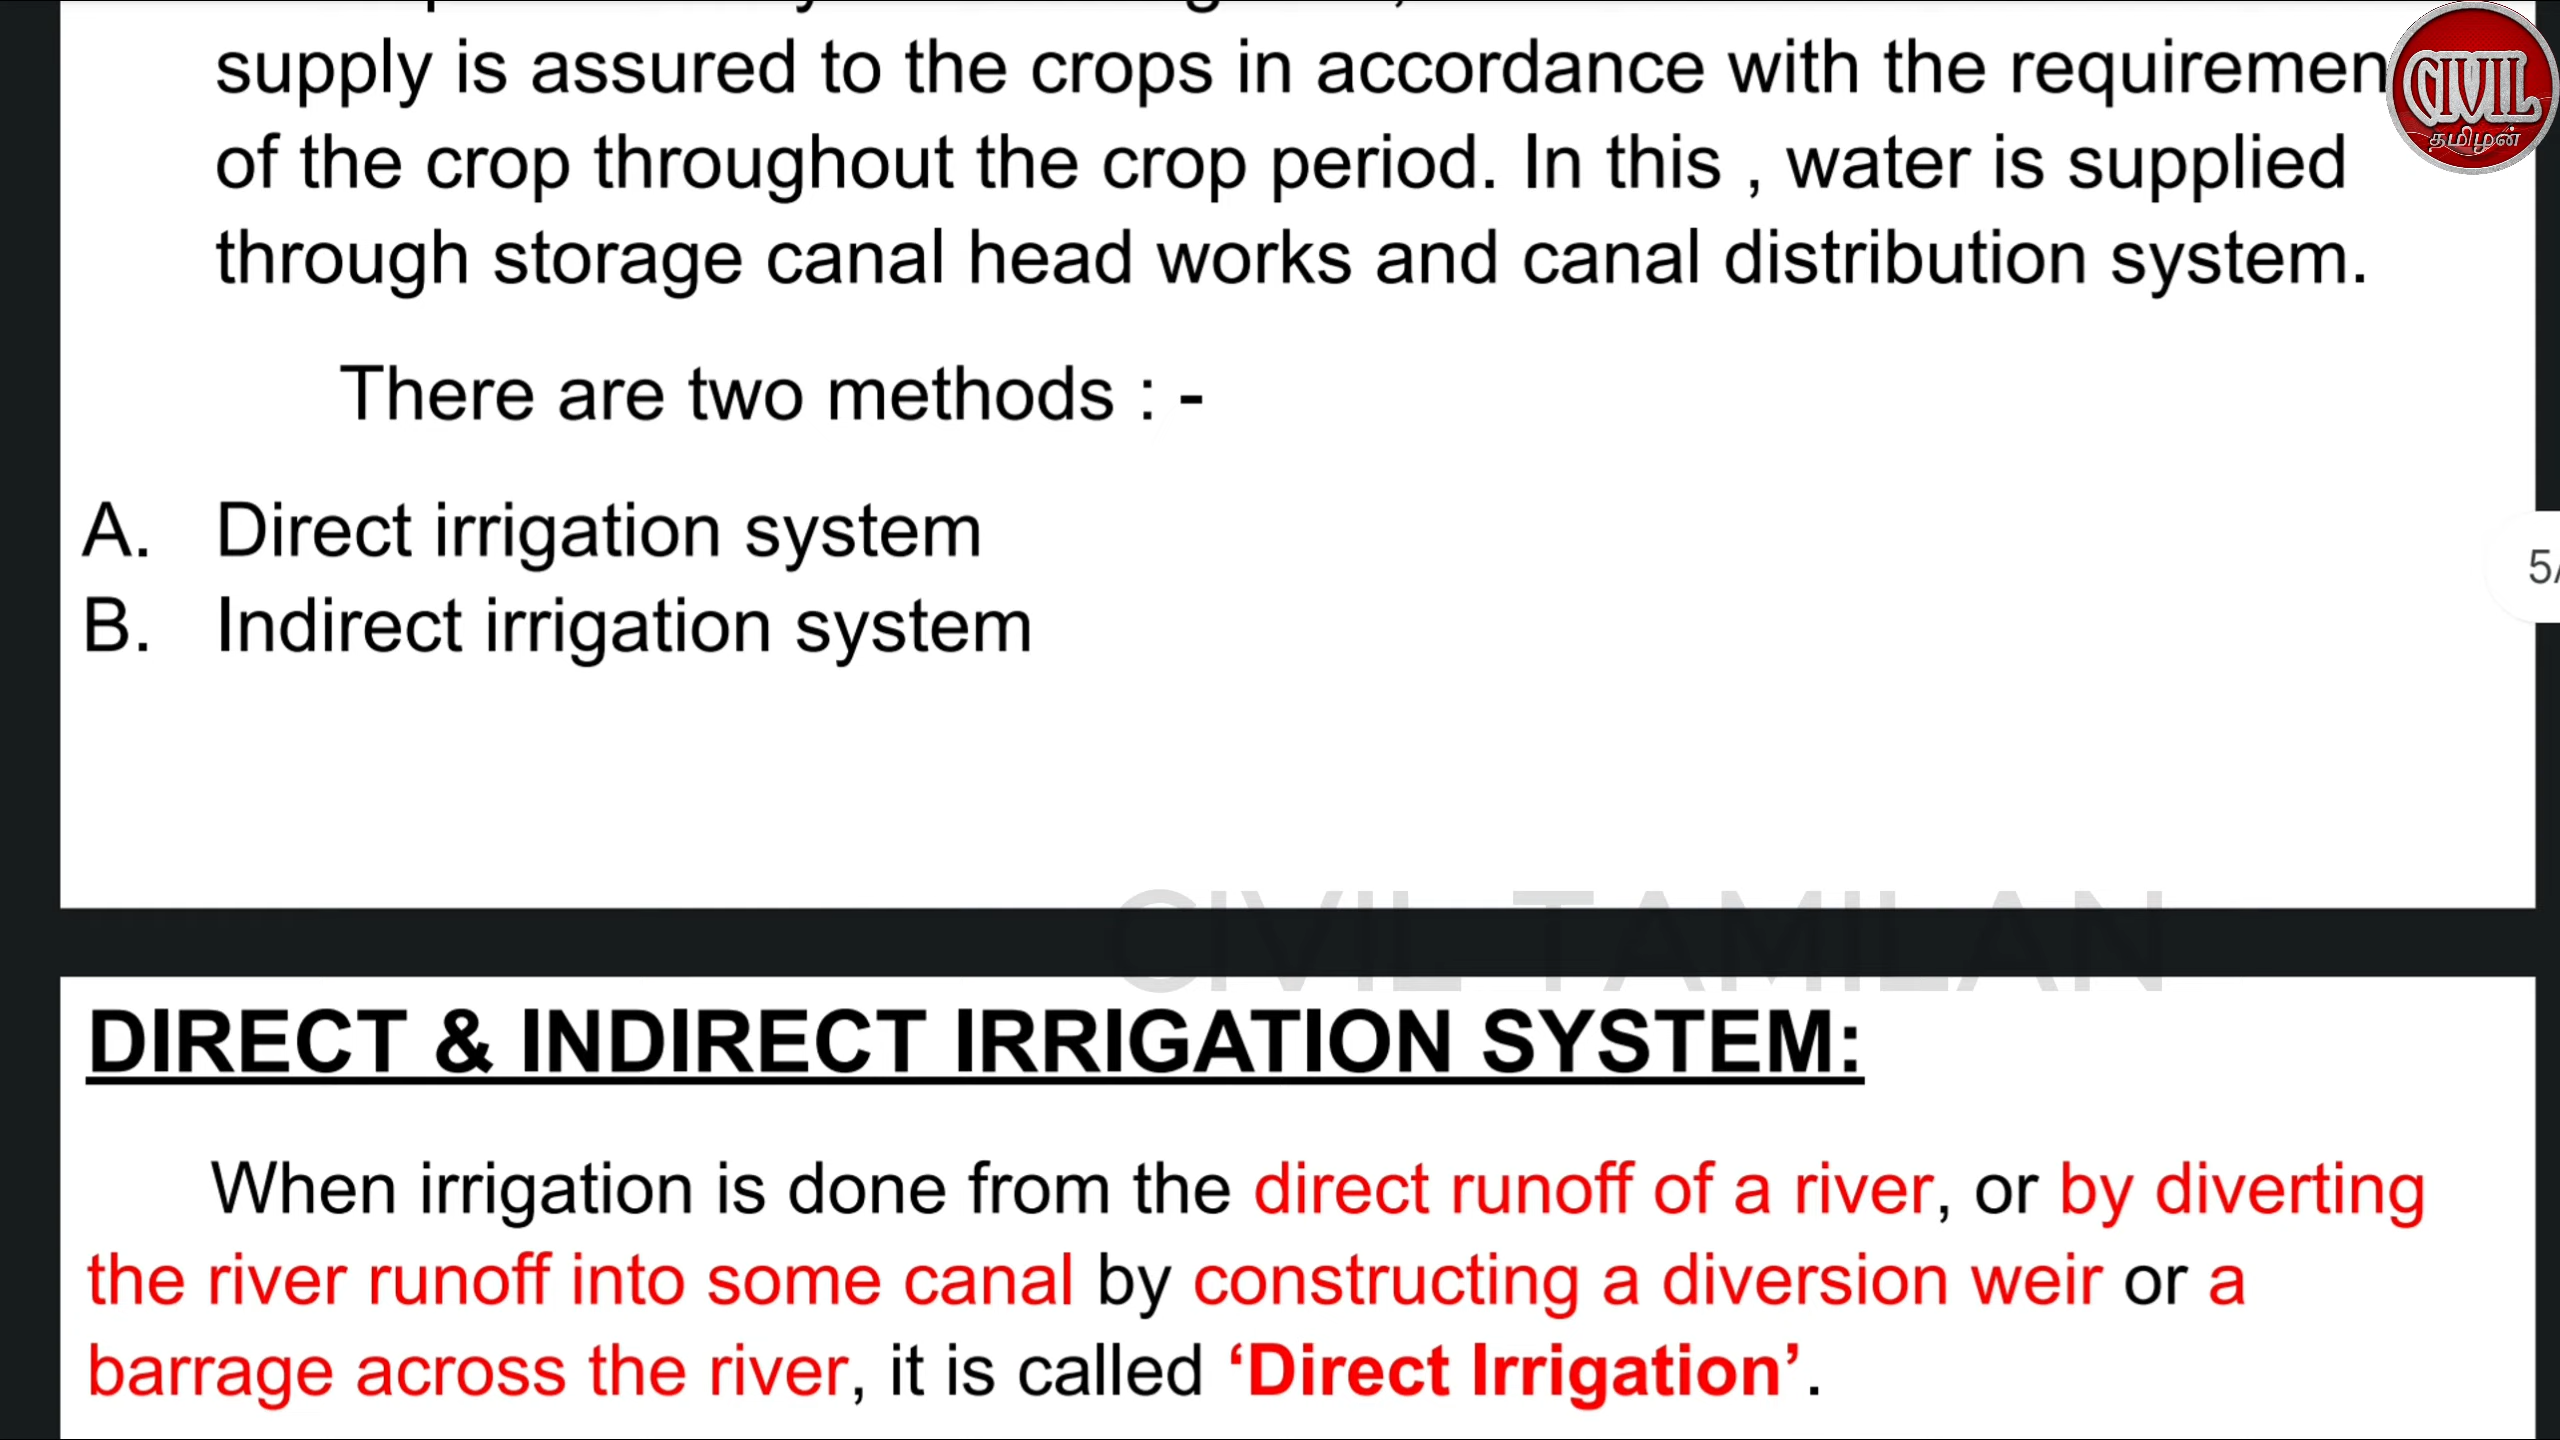 supply is assured to the crops in accordance with the requiremen
CIVIL
தமிழன்
of the crop throughout the crop period. In this , water is supplied
through storage canal head works and canal distribution system.
There are two methods : -
A. Direct irrigation system
5/
B. Indirect irrigation system
CIVIL TAMILAN
DIRECT & INDIRECT IRRIGATION SYSTEM:
When irrigation is done from the direct runoff of a river, or by diverting
the river runoff into some canal by constructing a diversion weir or a
barrage across the river, it is called ‘Direct Irrigation’.